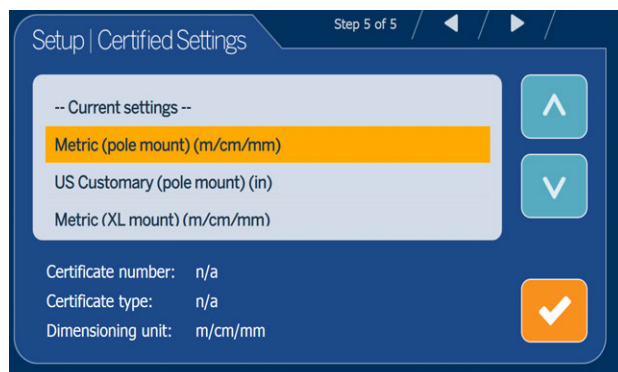 Setup | Certified Settings
Step 5 of 5
-- Current settings --
Metric (pole mount) (m/cm/mm)
US Customary (pole mount) (in)
Metric (XL mount) (m/cm/mm)
Certificate number: n/a
Certificate type: n/a
Dimensioning unit: m/cm/mm